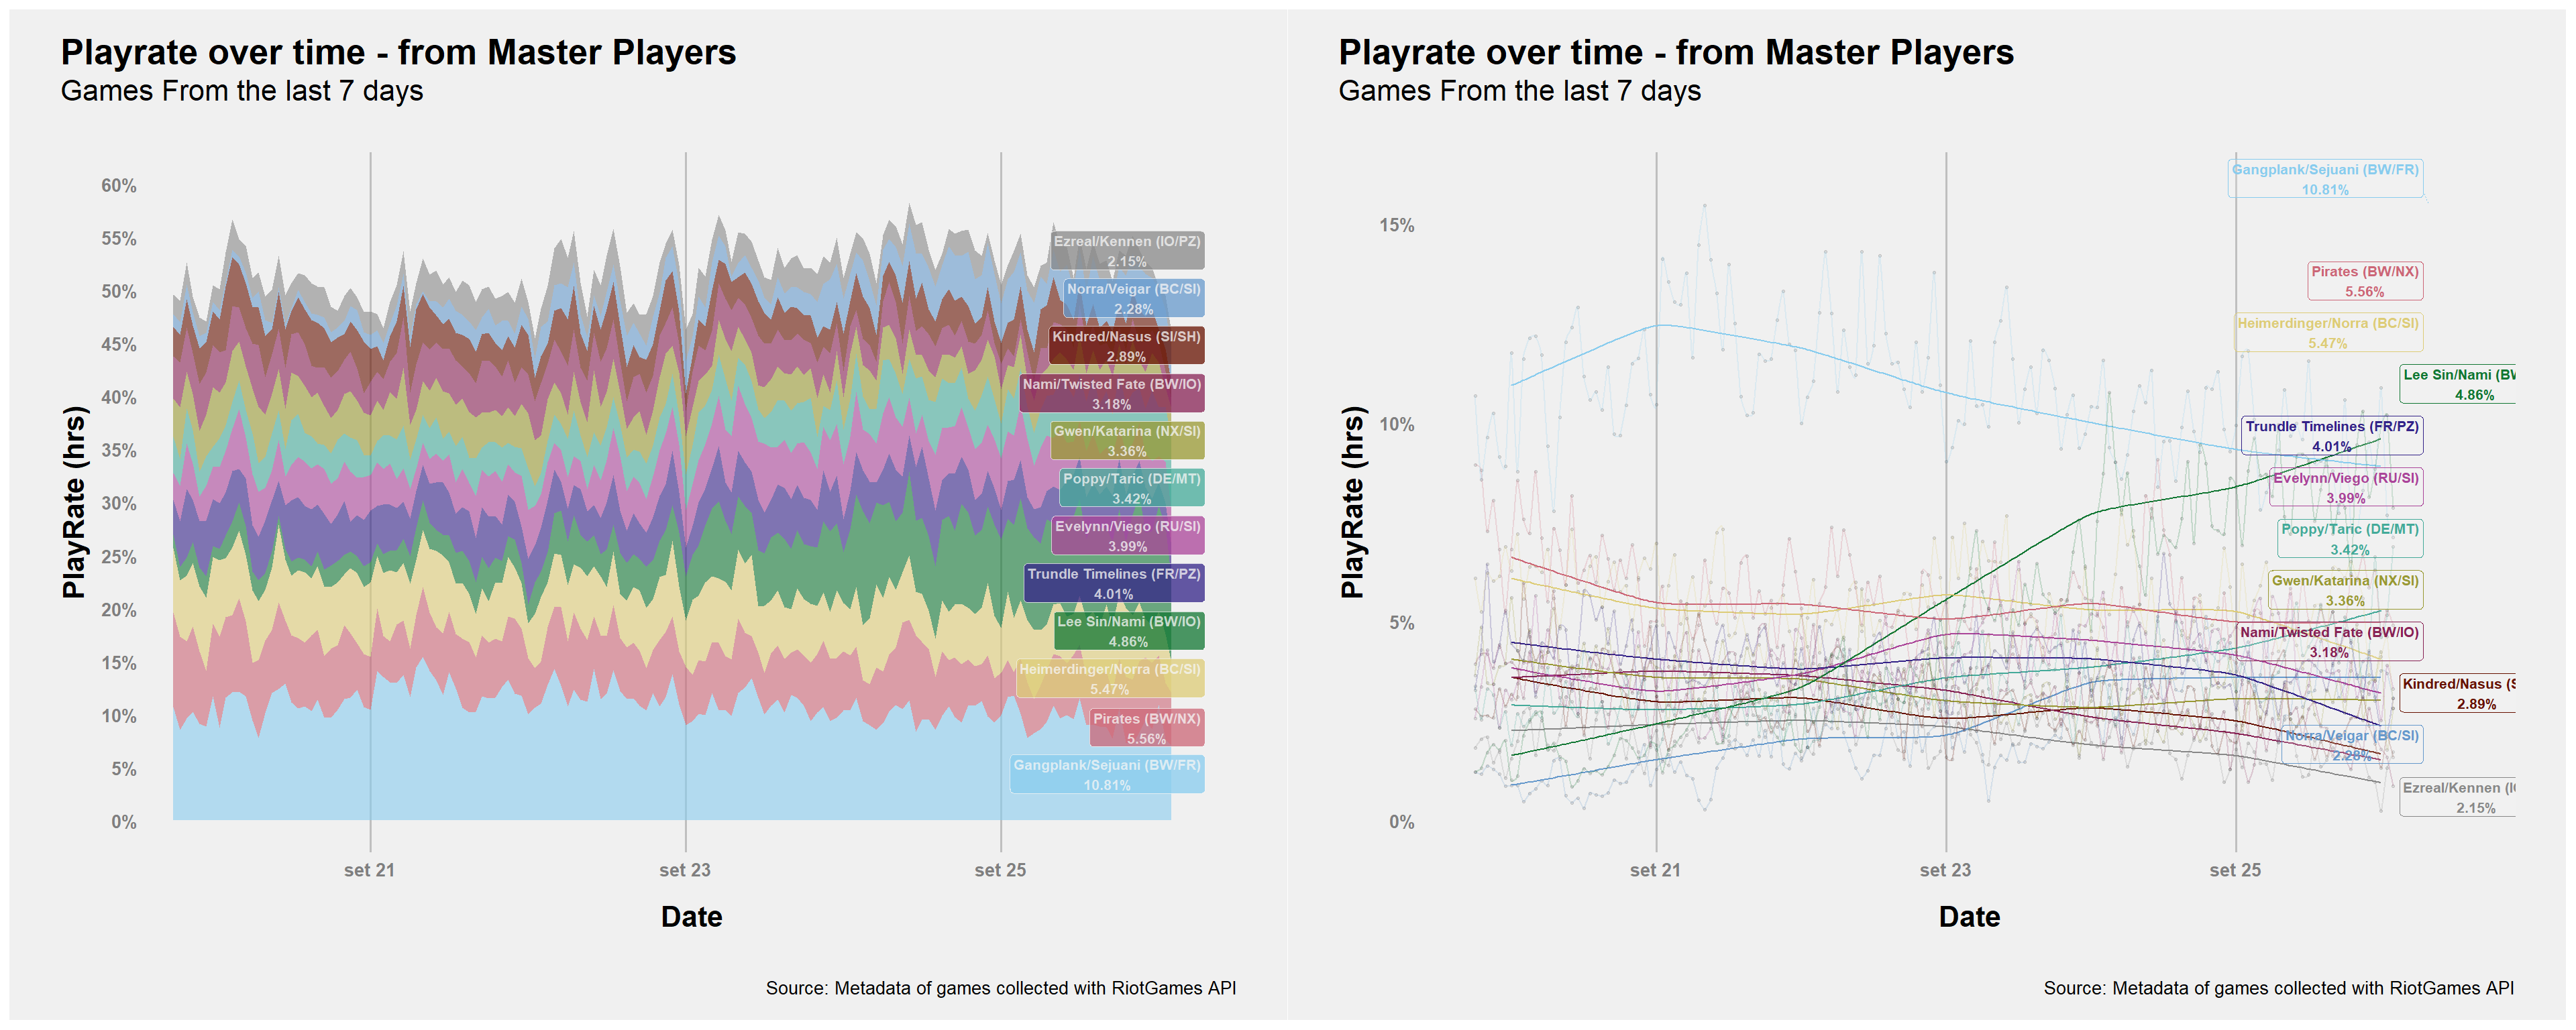 Playrate over time - from Master Players
Games From the last 7 days
60%
55%
50%
45%
40%
35%
30%
25%
20%
15%
10%
5%
0%
PlayRate (hrs)
Ezreal/Kennen (IO/PZ)
2.15%
Norra/Veigar (BC/SI)
2.28%
Kindred/Nasus (SI/SH)
2.89%
Nami/Twisted Fate (BW/IO)
3.18%
Gwen/Katarina (NX/SI)
3.36%
Poppy/Taric (DE/MT)
3.42%
Evelynn/Viego (RU/SI)
3.99%
Trundle Timelines (FR/PZ)
4.01%
Lee Sin/Nami (BW/IO)
4.86%
Heimerdinger/Norra (BC/SI)
5.47%
Pirates (BW/NX)
5.56%
Gangplank/Sejuani (BW/FR)
10.81%
set 21
set 23
set 25
Date
Source: Metadata of games collected with RiotGames API
Playrate over time - from Master Players
Games From the last 7 days
15%
10%
5%
0%
PlayRate (hrs)
Gangplank/Sejuani (BW/FR)
10.81%
Pirates (BW/NX)
5.56%
Heimerdinger/Norra (BC/SI)
5.47%
Lee Sin/Nami (BW
4.86%
Trundle Timelines (FR/PZ)
4.01%
Evelynn/Viego (RU/SI)
3.99%
Poppy/Taric (DE/MT)
3.42%
Gwen/Katarina (NX/SI)
3.36%
Nami/Twisted Fate (BW/IO)
3.18%
Kindred/Nasus (S
2.89%
Norra/Veigar (BC/SI)
2.28%
Ezreal/Kennen (I
2.15%
set 21
set 23
set 25
Date
Source: Metadata of games collected with RiotGames API